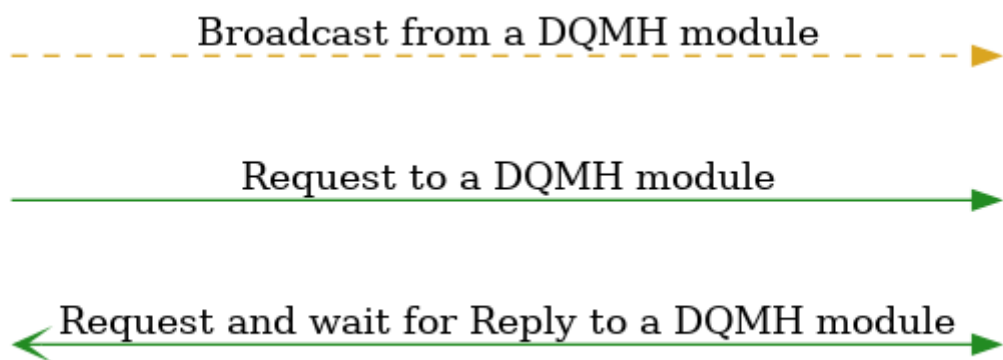 Broadcast from a DQMH module
Request to a DQMH module
Request and wait for Reply to a DQMH module